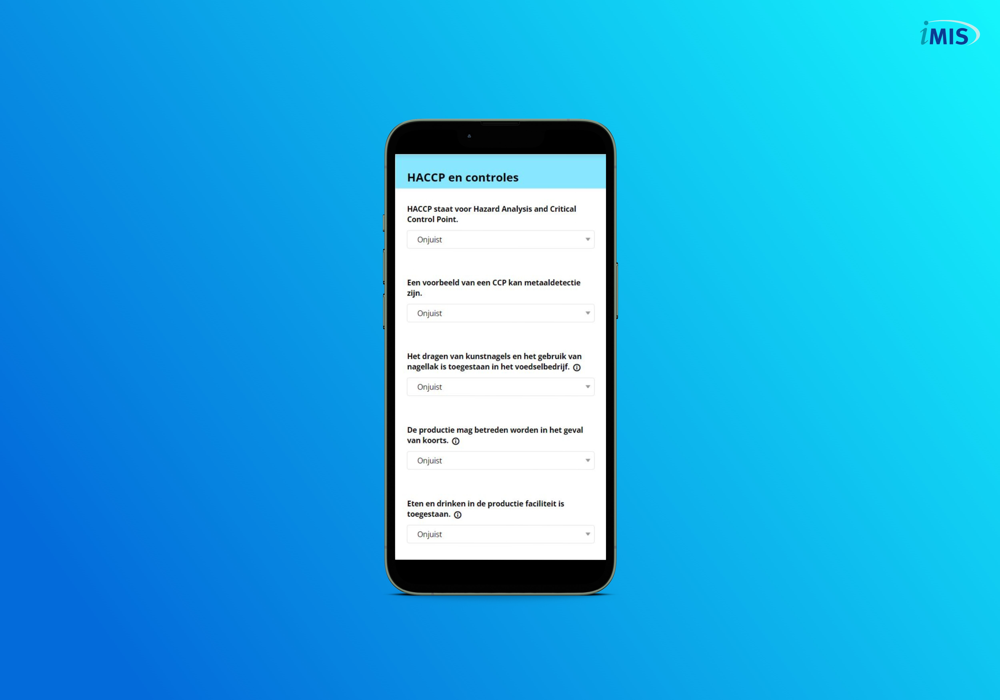 iMIS
HACCP en controles
HACCP staat voor Hazard Analysis and Critical
Control Point.
Onjuist
Een voorbeeld van een CCP kan metaaldetectie
zijn.
Onjuist
Het dragen van kunstnagels en het gebruik van
nagellak is toegestaan in het voedselbedrijf.
Onjuist
De productie mag betreden worden in het geval
van koorts.
Onjuist
Eten en drinken in de productie faciliteit is
toegestaan.
Onjuist